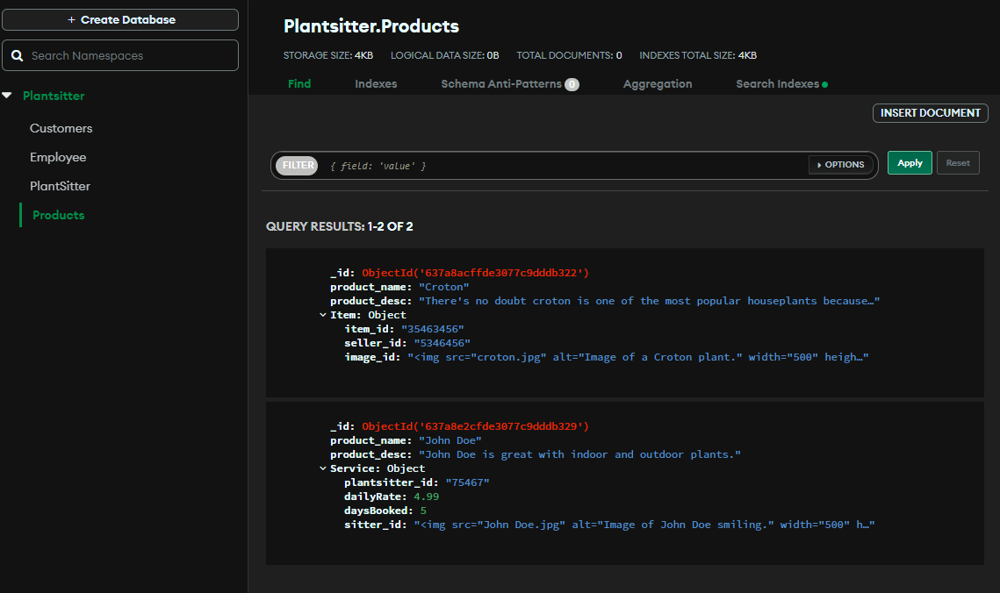 + Create Database
Search Namespaces
Plantsitter
Customers
Employee
PlantSitter
Products
Plantsitter.Products
STORAGE SIZE: 4KB LOGICAL DATA SIZE: 0B TOTAL DOCUMENTS: 0 INDEXES TOTAL SIZE: 4KB
Find Indexes Schema Anti-Patterns 0 Aggregation Search Indexes
INSERT DOCUMENT
FILTER { field: 'value' } OPTIONS Apply Reset
QUERY RESULTS: 1-2 OF 2
_id: ObjectId('637a8acffde3077c9dddb322')
product_name: "Croton"
product_desc: "There's no doubt croton is one of the most popular houseplants because…"
Item: Object
item_id: "35463456"
seller_id: "5346456"
image_id: "<img src="croton.jpg" alt="Image of a Croton plant." width="500" heigh…"
_id: ObjectId('637a8e2cfde3077c9dddb329')
product_name: "John Doe"
product_desc: "John Doe is great with indoor and outdoor plants."
Service: Object
plantsitter_id: "75467"
dailyRate: 4.99
daysBooked: 5
sitter_id: "<img src="John Doe.jpg" alt="Image of John Doe smiling." width="500" h…"